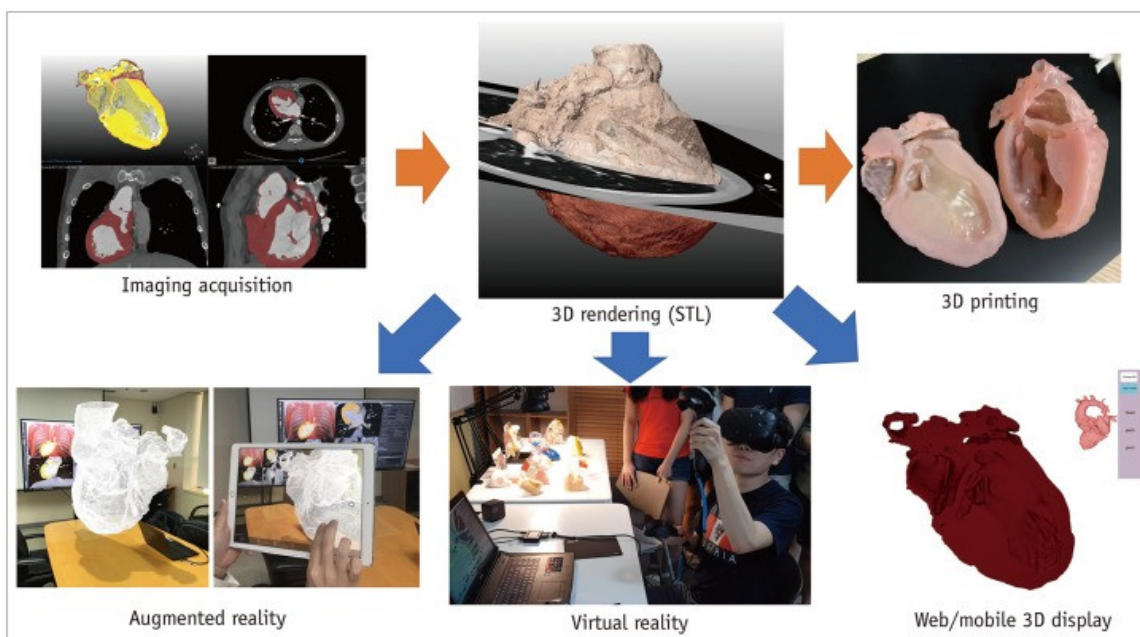 Imaging acquisition
3D rendering (STL)
3D printing
Augmented reality
Virtual reality
Web/mobile 3D display